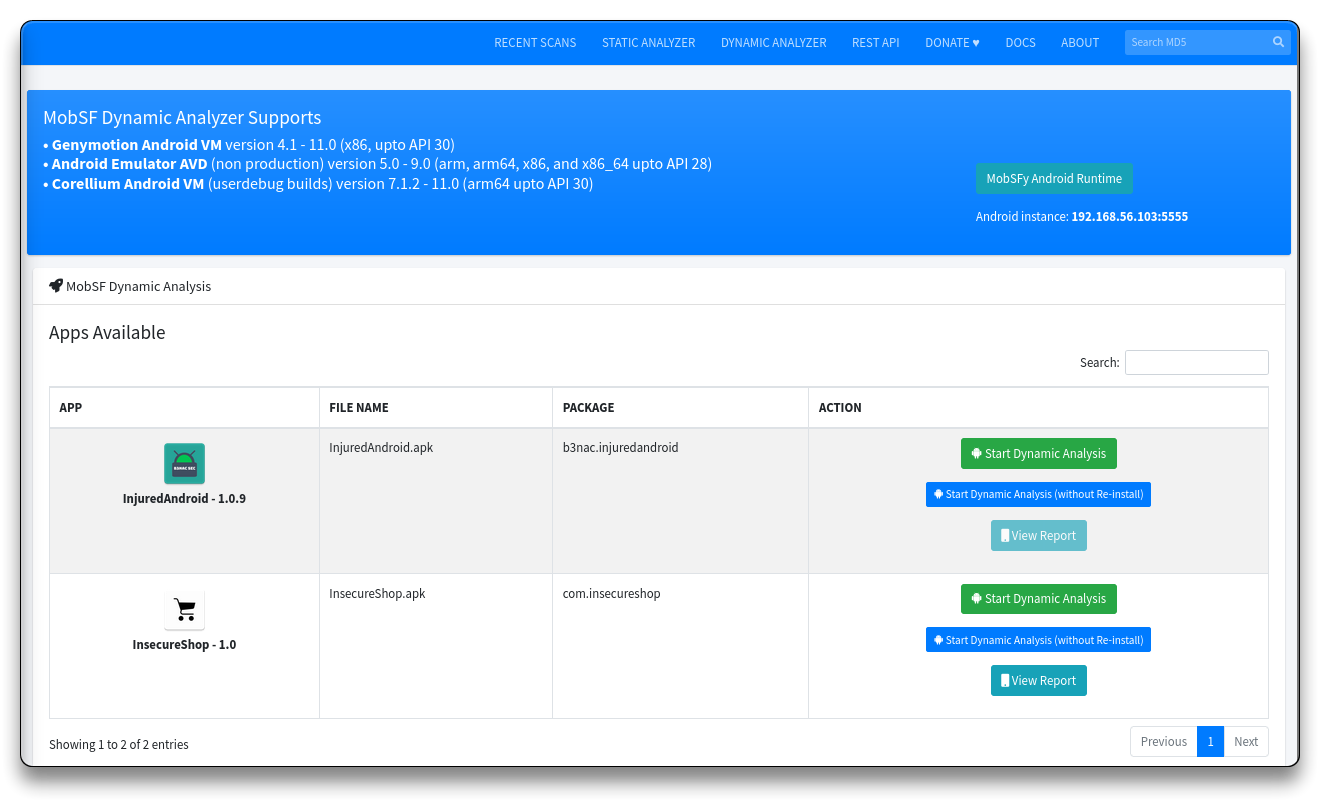 RECENT SCANS STATIC ANALYZER DYNAMIC ANALYZER REST API DONATE ♥ DOCS ABOUT Search MD5
MobSF Dynamic Analyzer Supports
• Genymotion Android VM version 4.1 - 11.0 (x86, upto API 30)
• Android Emulator AVD (non production) version 5.0 - 9.0 (arm, arm64, x86, and x86_64 upto API 28)
• Corellium Android VM (userdebug builds) version 7.1.2 - 11.0 (arm64 upto API 30)
MobSFy Android Runtime
Android instance: 192.168.56.103:5555
MobSF Dynamic Analysis
Apps Available
Search:
APP FILE NAME PACKAGE ACTION
InjuredAndroid.apk b3nac.injuredandroid Start Dynamic Analysis
Start Dynamic Analysis (without Re-install)
InjuredAndroid - 1.0.9
View Report
InsecureShop.apk com.insecureshop Start Dynamic Analysis
Start Dynamic Analysis (without Re-install)
InsecureShop - 1.0
View Report
Showing 1 to 2 of 2 entries Previous 1 Next